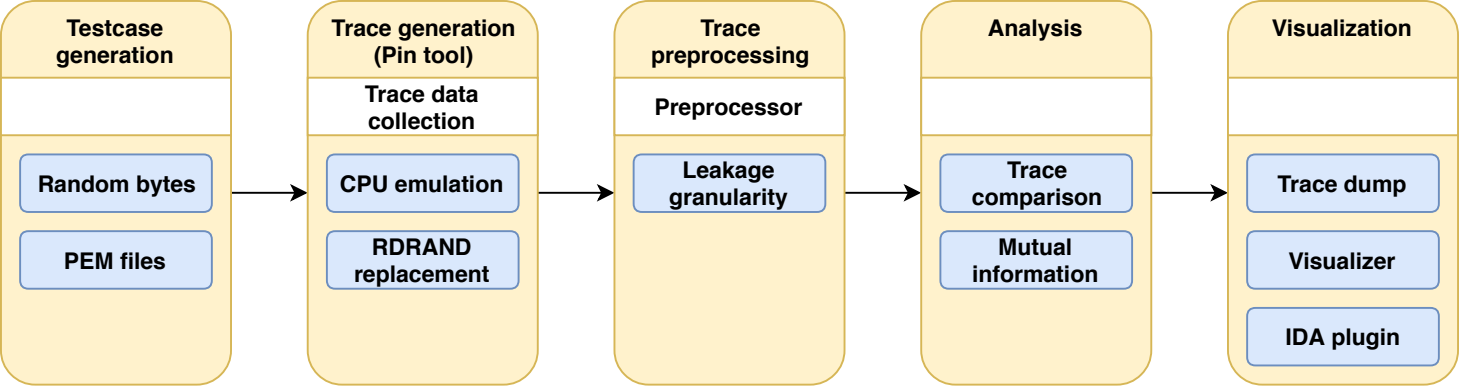 Testcase
generation
Random bytes
PEM files
Trace generation
(Pin tool)
Trace data
collection
CPU emulation
RDRAND
replacement
Trace
preprocessing
Preprocessor
Leakage
granularity
Analysis
Trace
comparison
Mutual
information
Visualization
Trace dump
Visualizer
IDA plugin